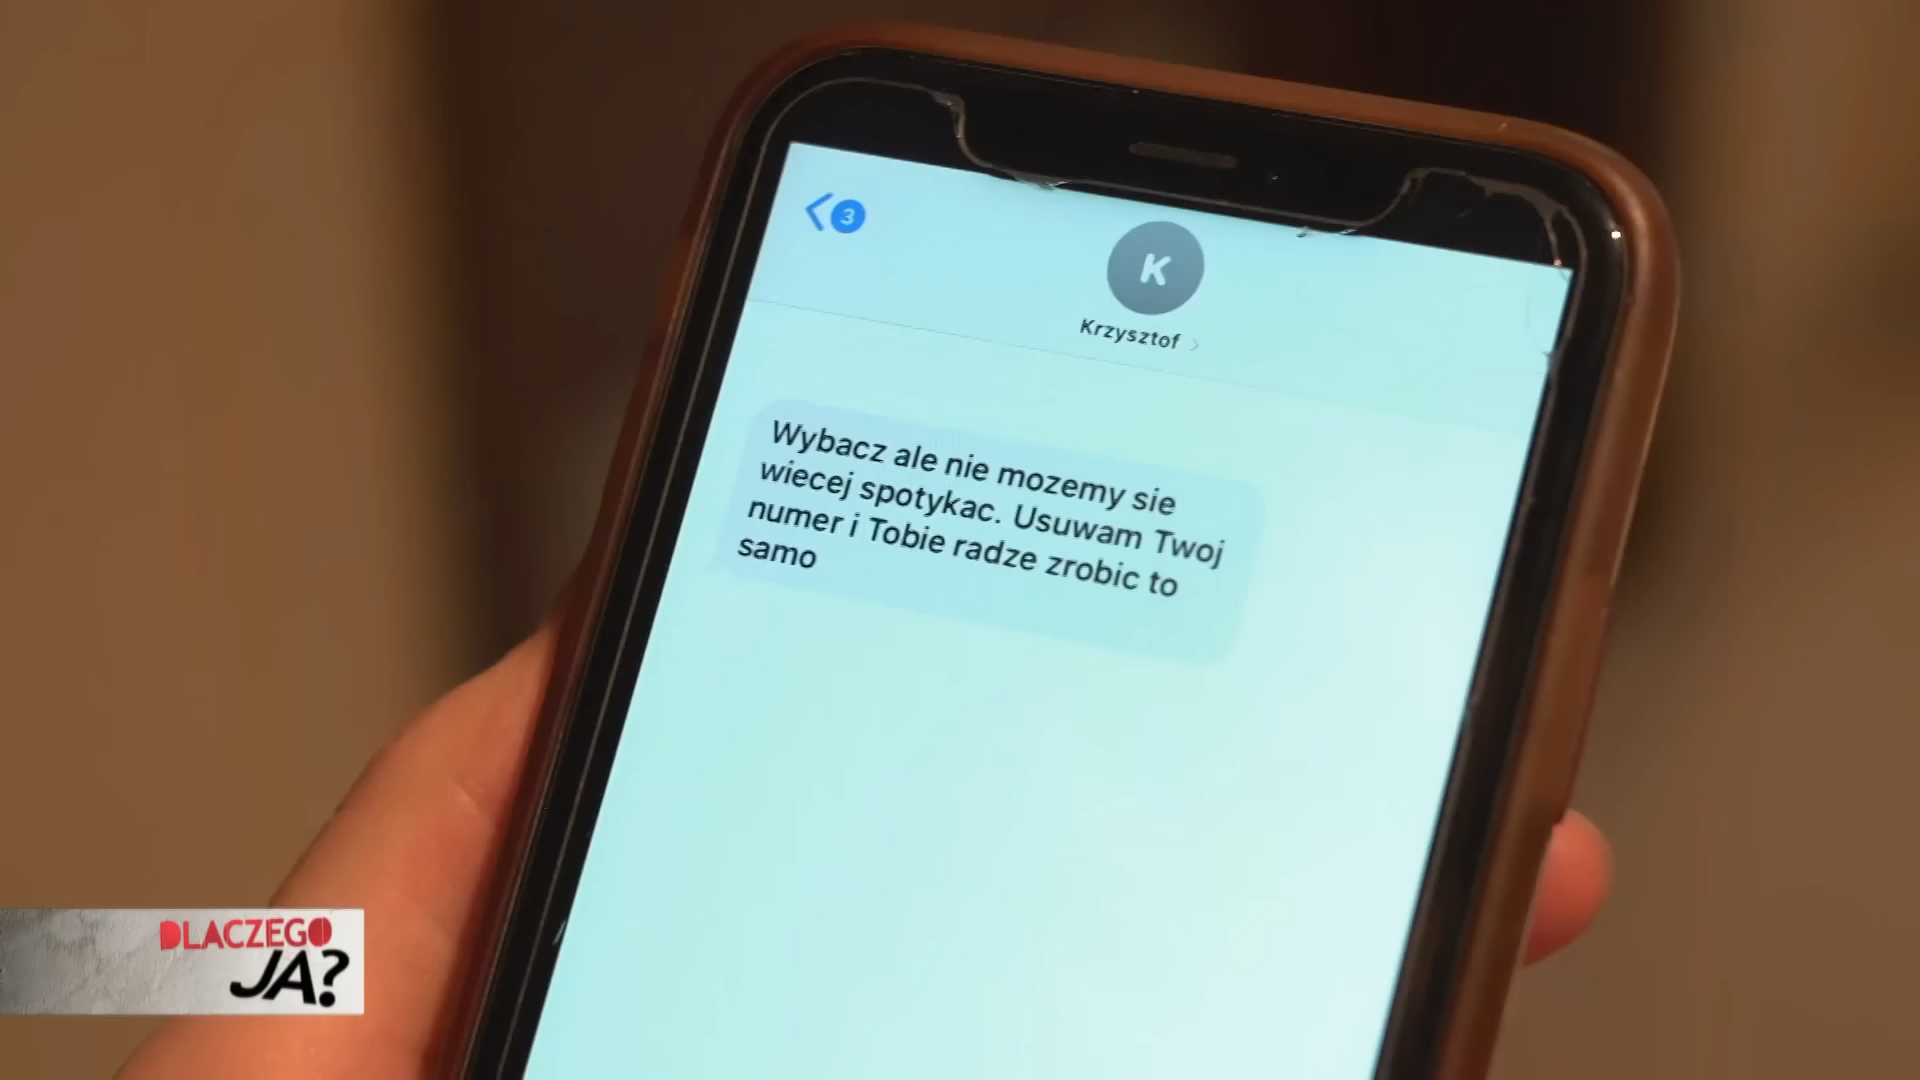 3
K
Krzysztof
Wybacz ale nie mozemy sie
wiecej spotykac. Usuwam Twoj
numer i Tobie radze zrobic to
samo
DLACZEGO
JA?